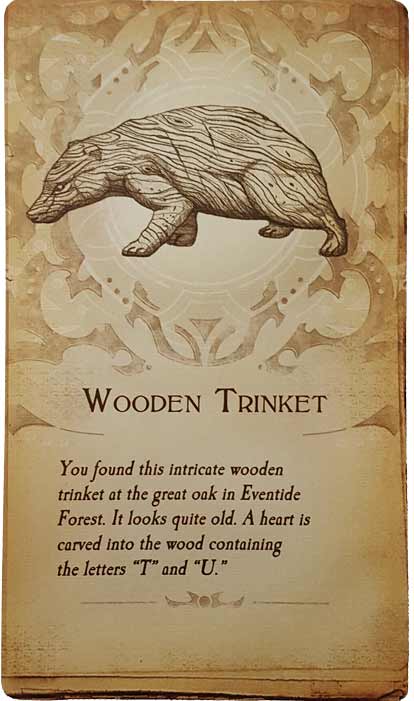 Wooden Trinket
You found this intricate wooden
trinket at the great oak in Eventide
Forest. It looks quite old. A heart is
carved into the wood containing
the letters “T” and “U.”